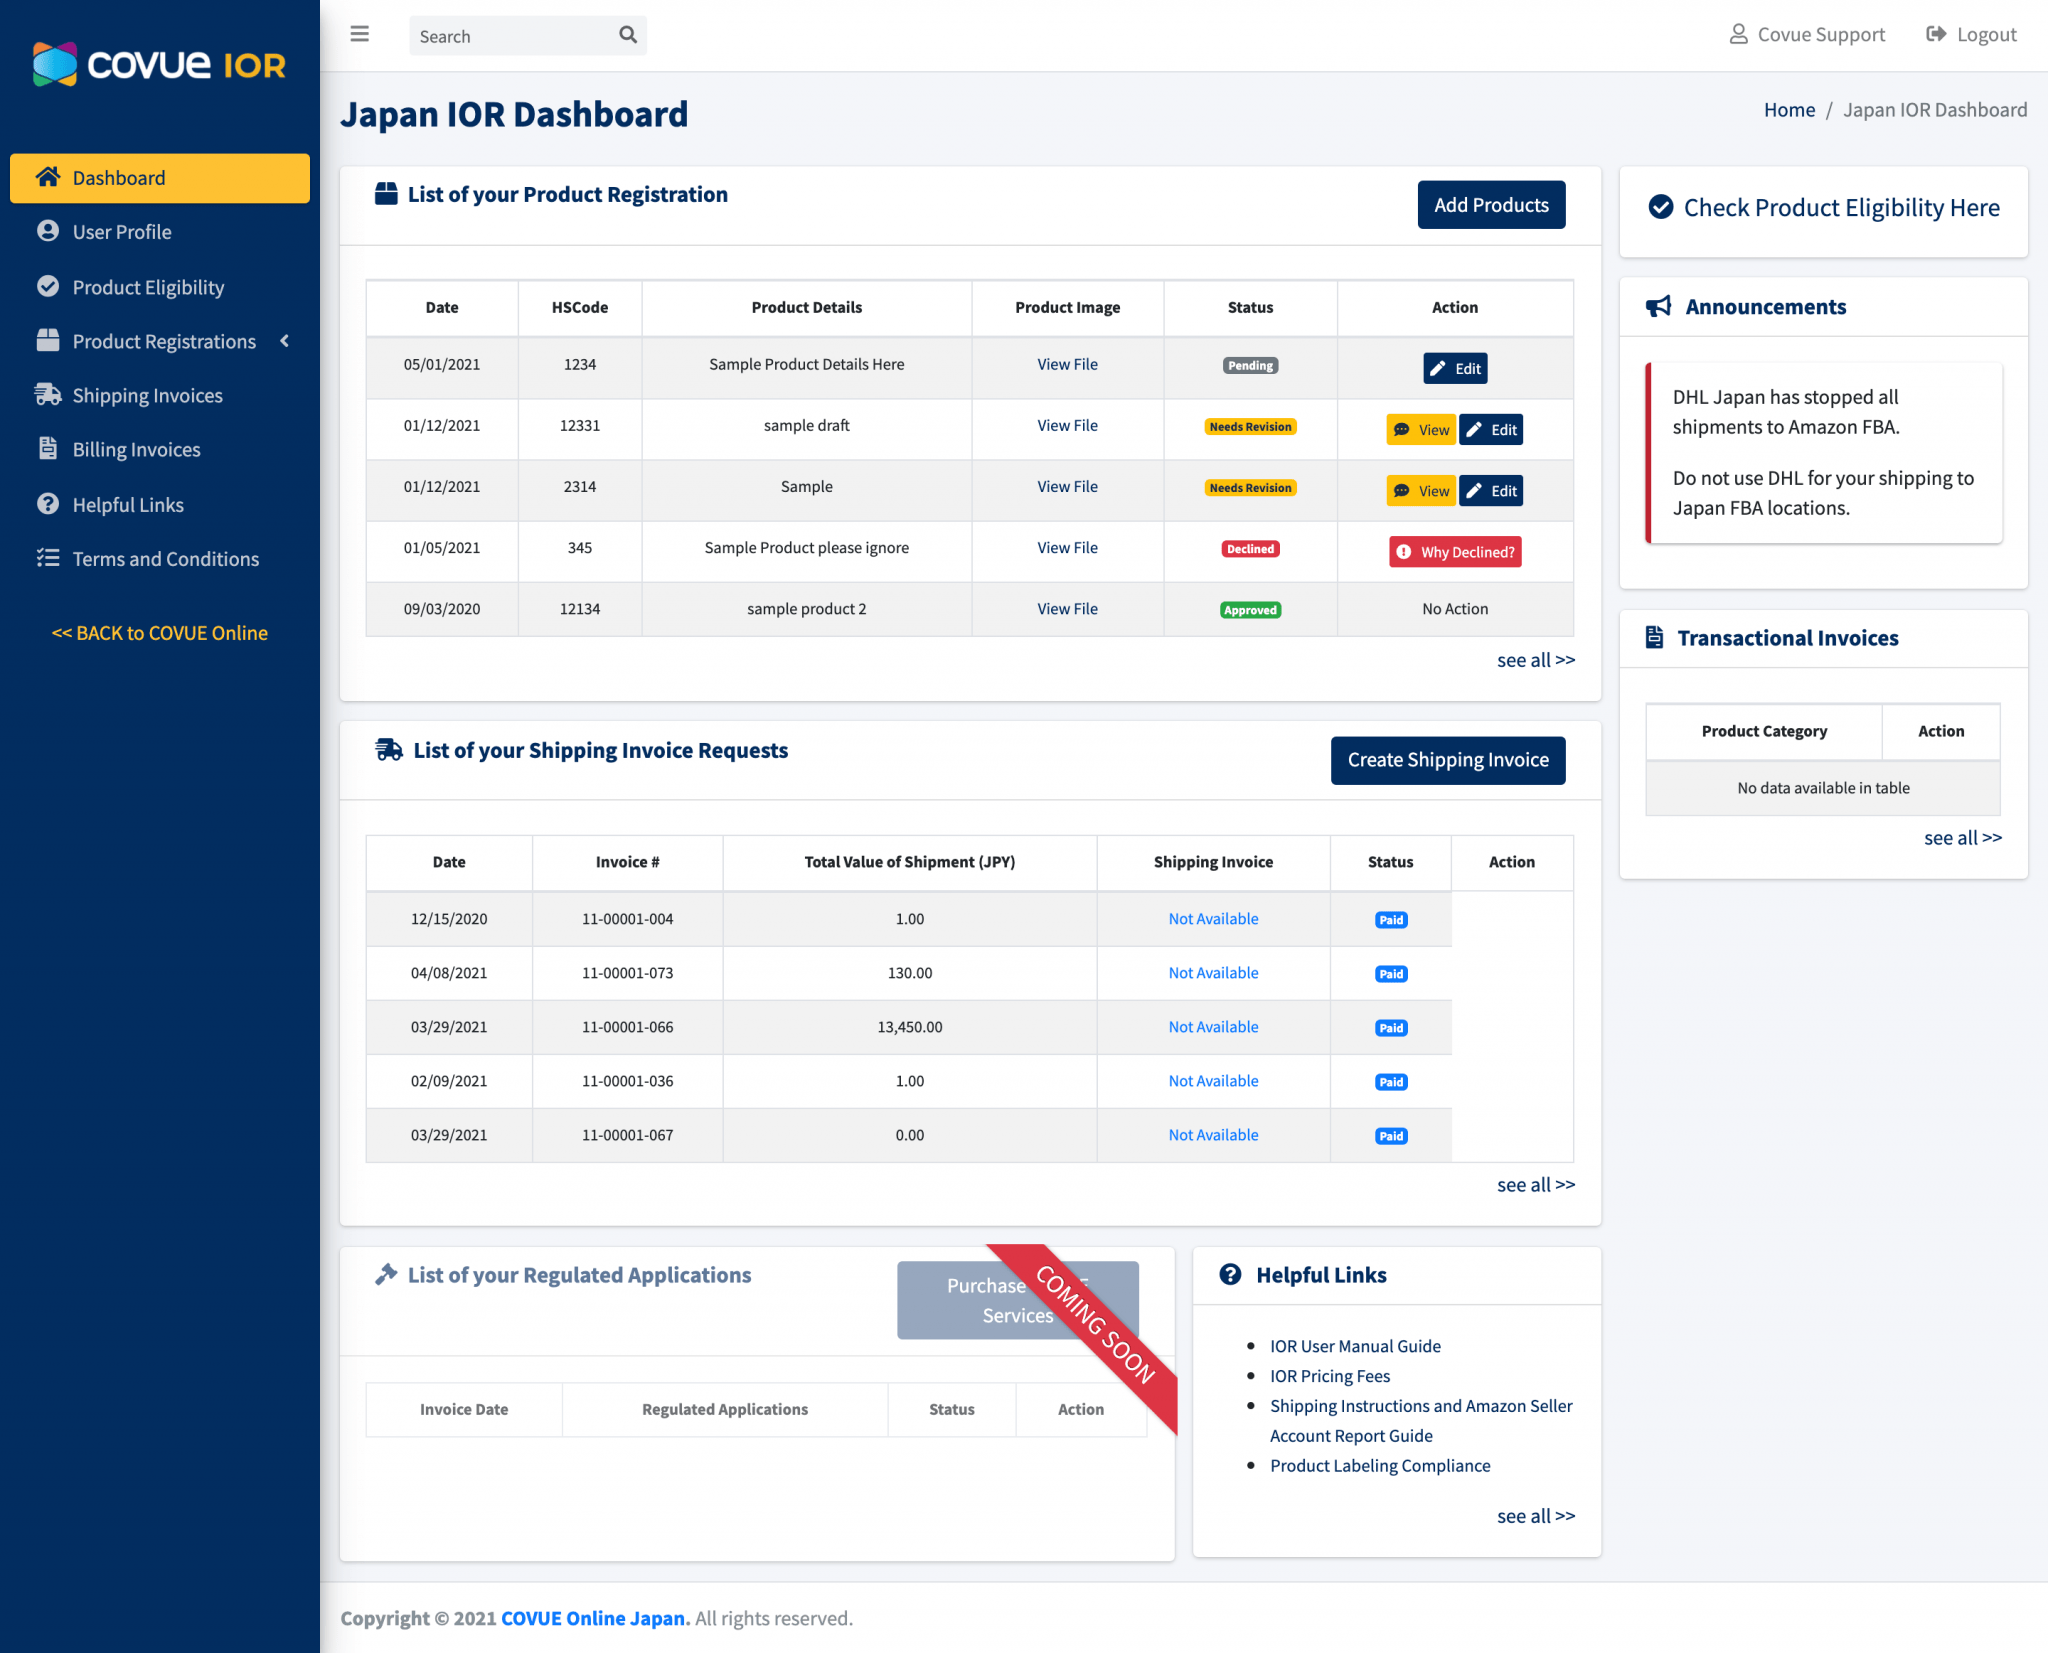 COVUE IOR
Search
Covue Support
Logout
Dashboard
User Profile
Product Eligibility
Product Registrations
Shipping Invoices
Billing Invoices
Helpful Links
Terms and Conditions
<< BACK to COVUE Online
Japan IOR Dashboard
Home / Japan IOR Dashboard
List of your Product Registration
Add Products
Date HSCode Product Details Product Image Status Action
05/01/2021 1234 Sample Product Details Here View File Pending Edit
01/12/2021 12331 sample draft View File Needs Revision View Edit
01/12/2021 2314 Sample View File Needs Revision View Edit
01/05/2021 345 Sample Product please ignore View File Declined Why Declined?
09/03/2020 12134 sample product 2 View File Approved No Action
see all >>
List of your Shipping Invoice Requests
Create Shipping Invoice
Date Invoice # Total Value of Shipment (JPY) Shipping Invoice Status Action
12/15/2020 11-00001-004 1.00 Not Available Paid
04/08/2021 11-00001-073 130.00 Not Available Paid
03/29/2021 11-00001-066 13,450.00 Not Available Paid
02/09/2021 11-00001-036 1.00 Not Available Paid
03/29/2021 11-00001-067 0.00 Not Available Paid
see all >>
List of your Regulated Applications
Purchase
Services
COMING SOON
Invoice Date Regulated Applications Status Action
Helpful Links
IOR User Manual Guide
IOR Pricing Fees
Shipping Instructions and Amazon Seller
Account Report Guide
Product Labeling Compliance
see all >>
Check Product Eligibility Here
Announcements
DHL Japan has stopped all
shipments to Amazon FBA.
Do not use DHL for your shipping to
Japan FBA locations.
Transactional Invoices
Product Category Action
No data available in table
see all >>
Copyright © 2021 COVUE Online Japan. All rights reserved.